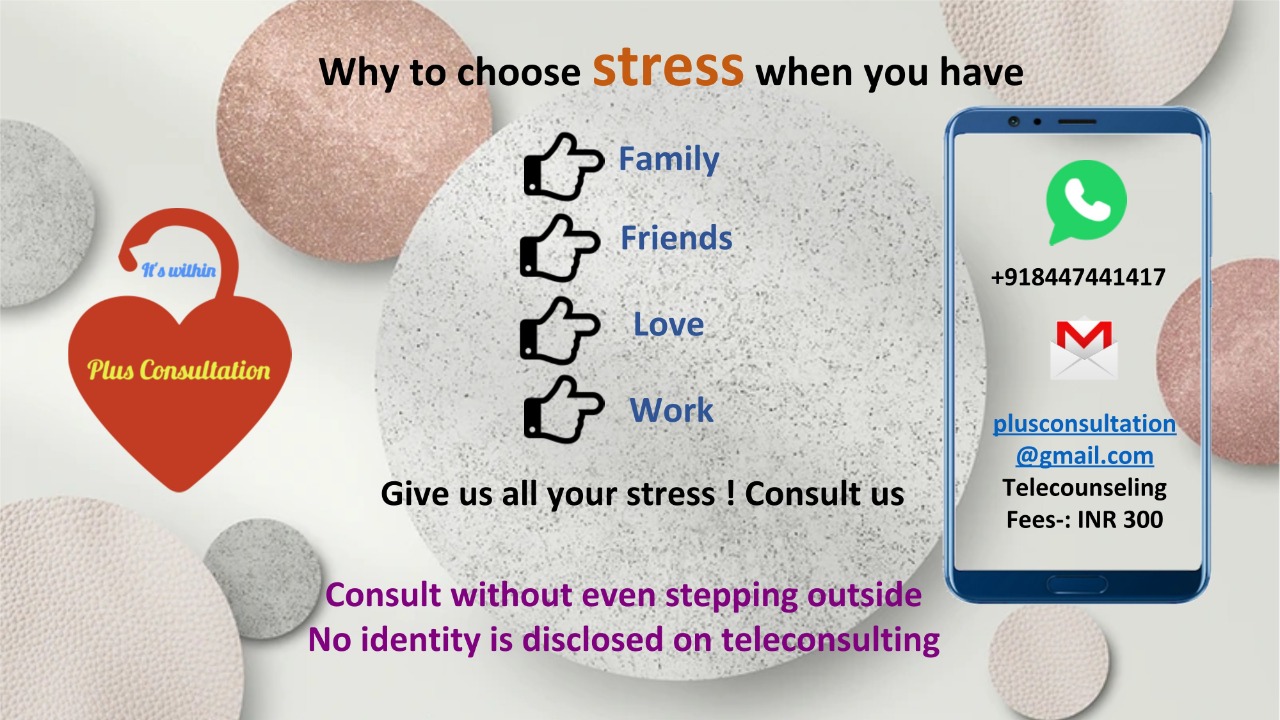 Why to choose stress when you have
Family
Friends
Love
Work
Give us all your stress ! Consult us
Consult without even stepping outside
No identity is disclosed on teleconsulting
It's within
Plus Consultation
+918447441417
plusconsultation
@gmail.com
Telecounseling
Fees-: INR 300